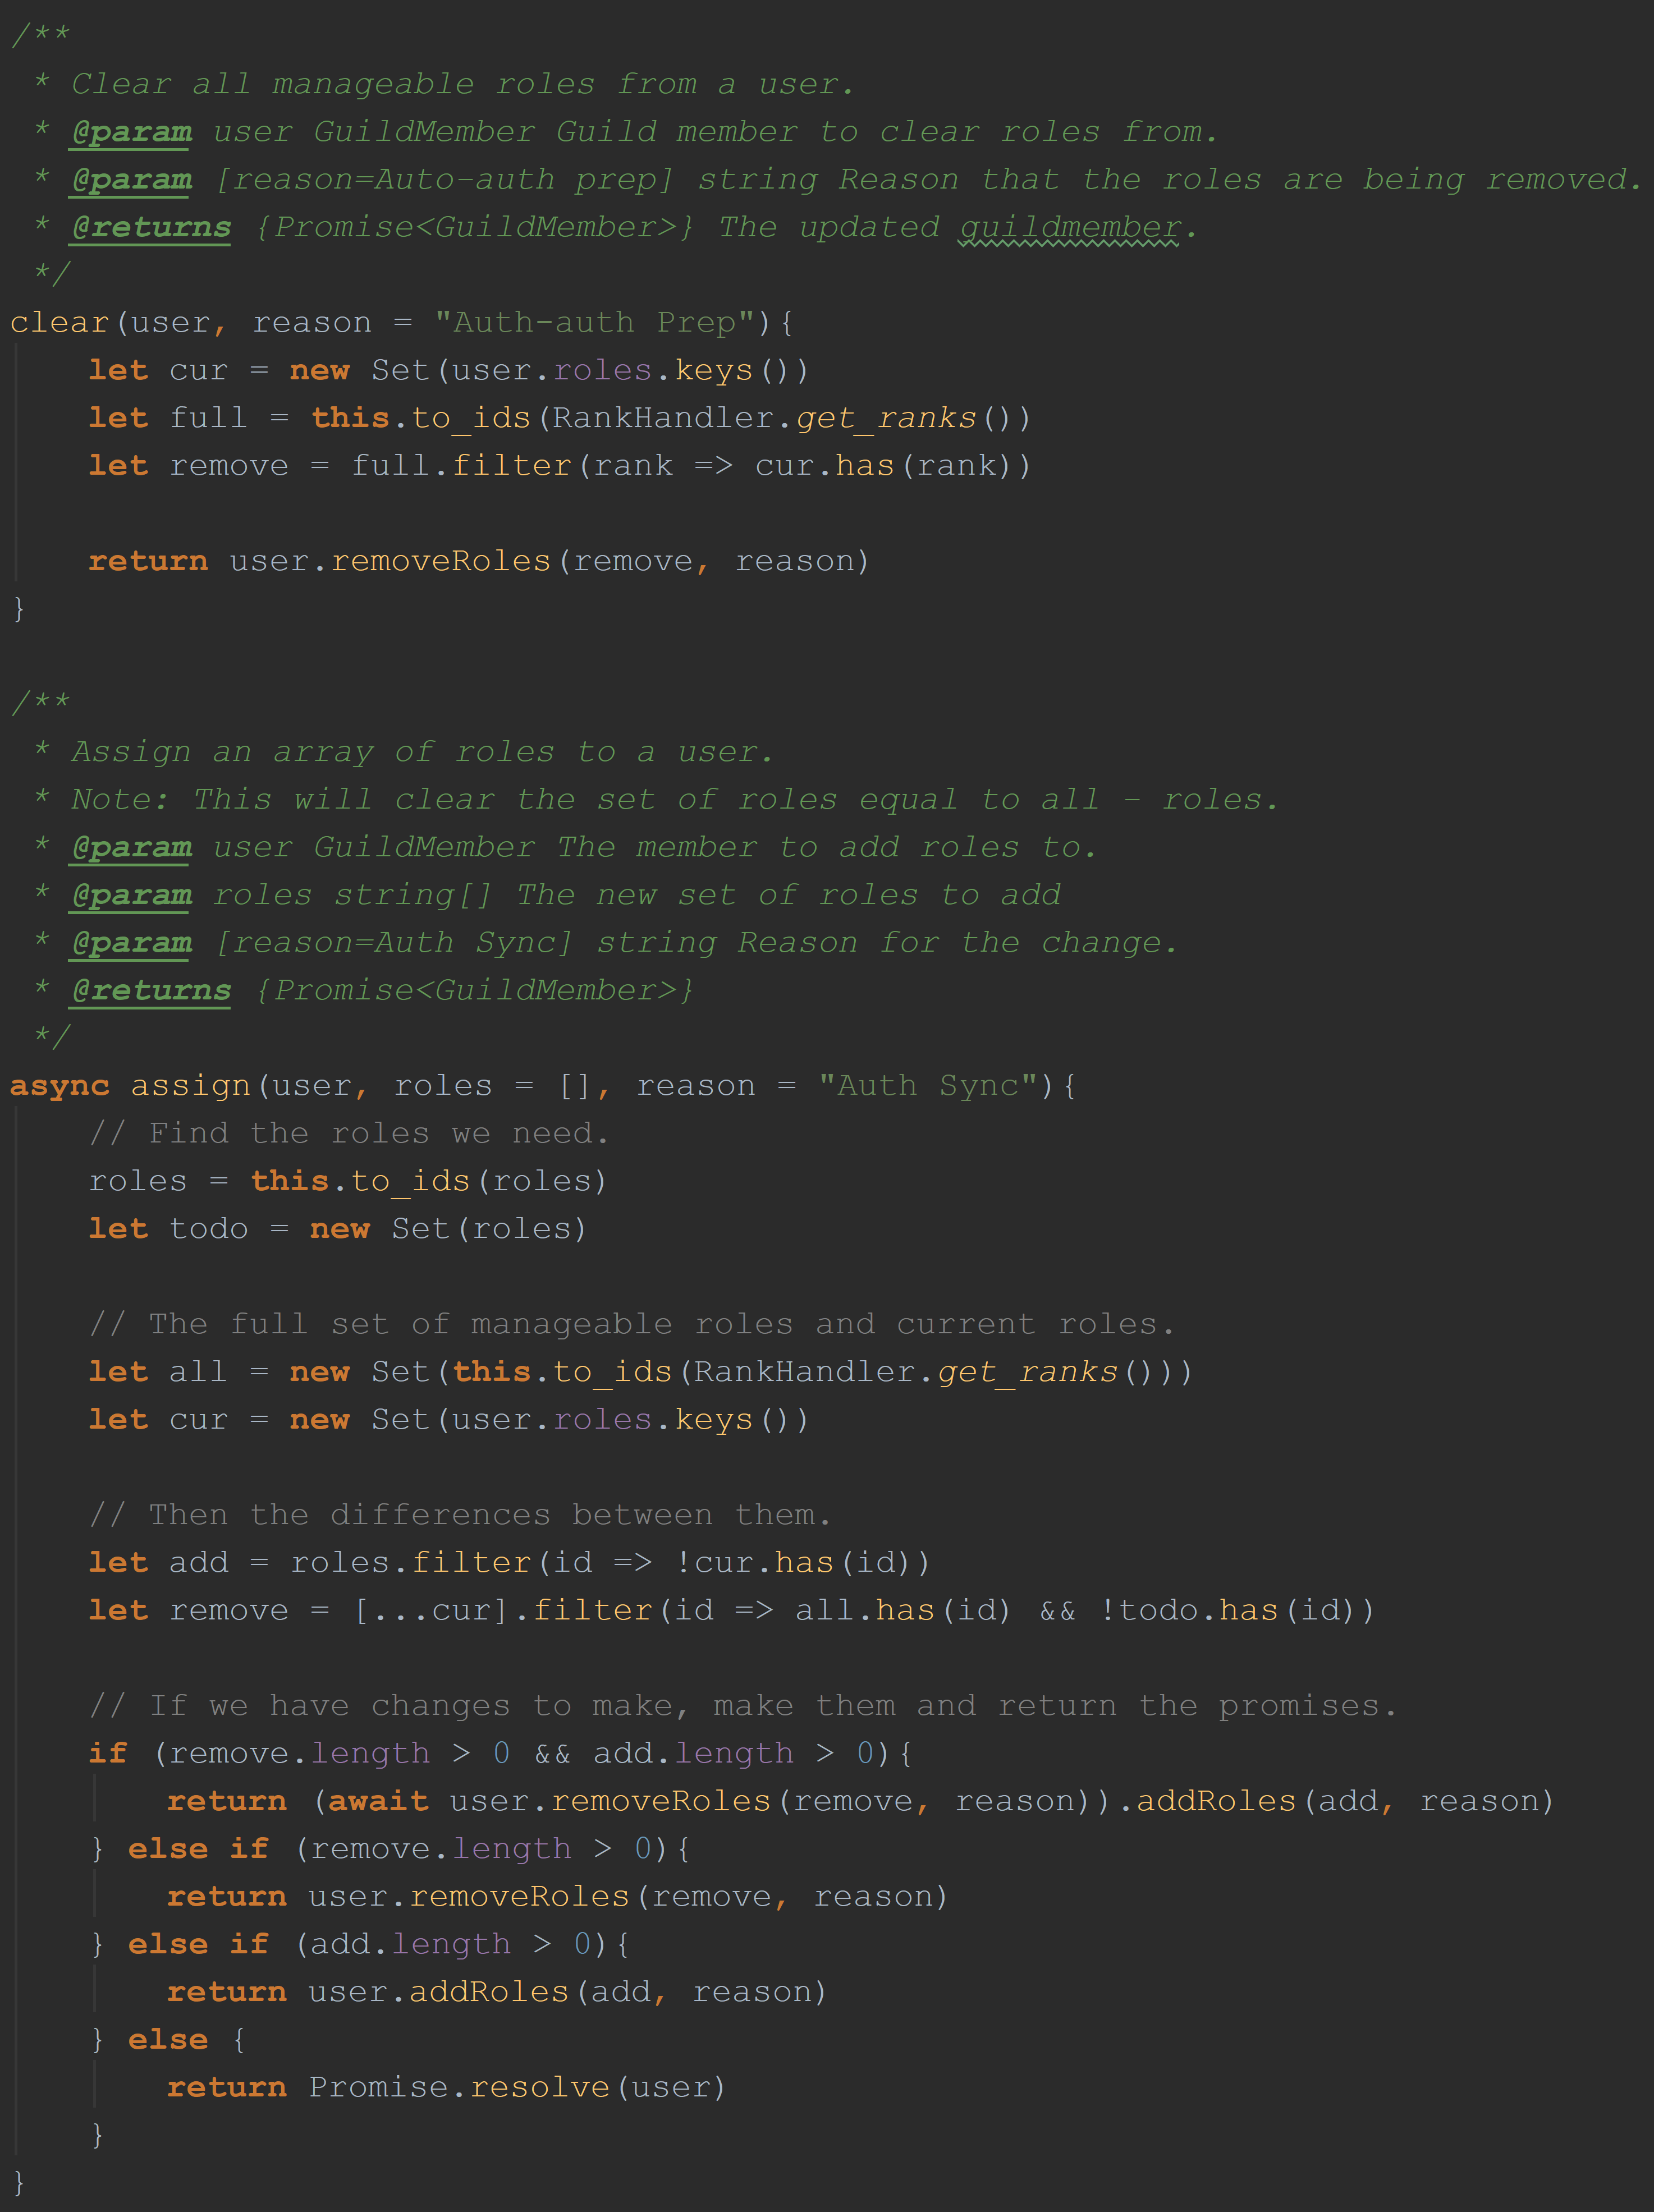 /**
 * Clear all manageable roles from a user.
 * @param user GuildMember Guild member to clear roles from.
 * @param [reason=Auto-auth prep] string Reason that the roles are being removed.
 * @returns {Promise<GuildMember>} The updated guildmember.
 */
clear(user, reason = "Auth-auth Prep"){
    let cur = new Set(user.roles.keys())
    let full = this.to_ids(RankHandler.get_ranks())
    let remove = full.filter(rank => cur.has(rank))

    return user.removeRoles(remove, reason)
}

/**
 * Assign an array of roles to a user.
 * Note: This will clear the set of roles equal to all - roles.
 * @param user GuildMember The member to add roles to.
 * @param roles string[] The new set of roles to add
 * @param [reason=Auth Sync] string Reason for the change.
 * @returns {Promise<GuildMember>}
 */
async assign(user, roles = [], reason = "Auth Sync"){
    // Find the roles we need.
    roles = this.to_ids(roles)
    let todo = new Set(roles)

    // The full set of manageable roles and current roles.
    let all = new Set(this.to_ids(RankHandler.get_ranks()))
    let cur = new Set(user.roles.keys())

    // Then the differences between them.
    let add = roles.filter(id => !cur.has(id))
    let remove = [...cur].filter(id => all.has(id) && !todo.has(id))

    // If we have changes to make, make them and return the promises.
    if (remove.length > 0 && add.length > 0){
        return (await user.removeRoles(remove, reason)).addRoles(add, reason)
    } else if (remove.length > 0){
        return user.removeRoles(remove, reason)
    } else if (add.length > 0){
        return user.addRoles(add, reason)
    } else {
        return Promise.resolve(user)
    }
}